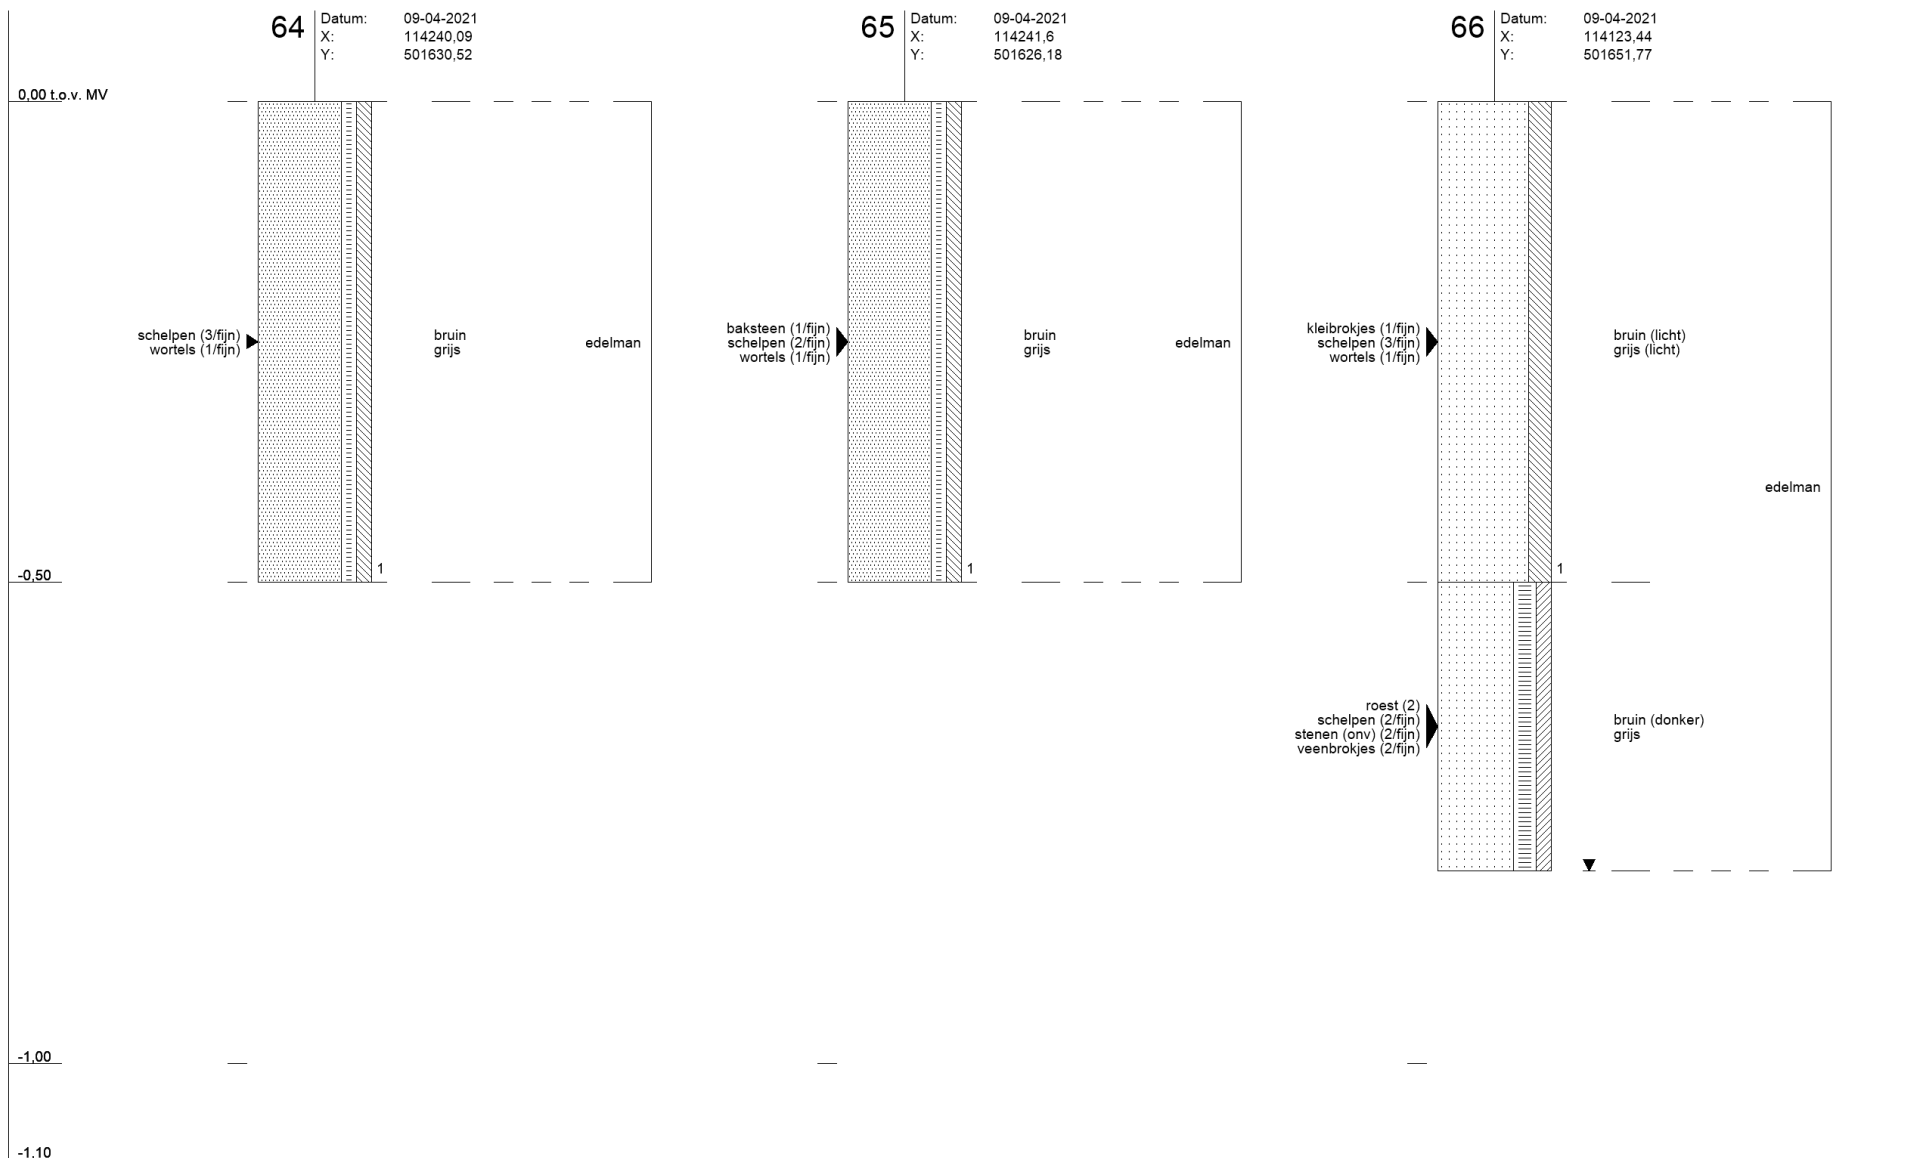 64
Datum: 09-04-2021
X: 114240,09
Y: 501630,52
65
Datum: 09-04-2021
X: 114241,6
Y: 501626,18
66
Datum: 09-04-2021
X: 114123,44
Y: 501651,77
0,00 t.o.v. MV
schelpen (3/fijn)
wortels (1/fijn)
bruin
grijs
edelman
1
baksteen (1/fijn)
schelpen (2/fijn)
wortels (1/fijn)
bruin
grijs
edelman
1
kleibrokjes (1/fijn)
schelpen (3/fijn)
wortels (1/fijn)
bruin (licht)
grijs (licht)
edelman
1
-0,50
roest (2)
schelpen (2/fijn)
stenen (onv) (2/fijn)
veenbrokjes (2/fijn)
bruin (donker)
grijs
-1,00
-1,10